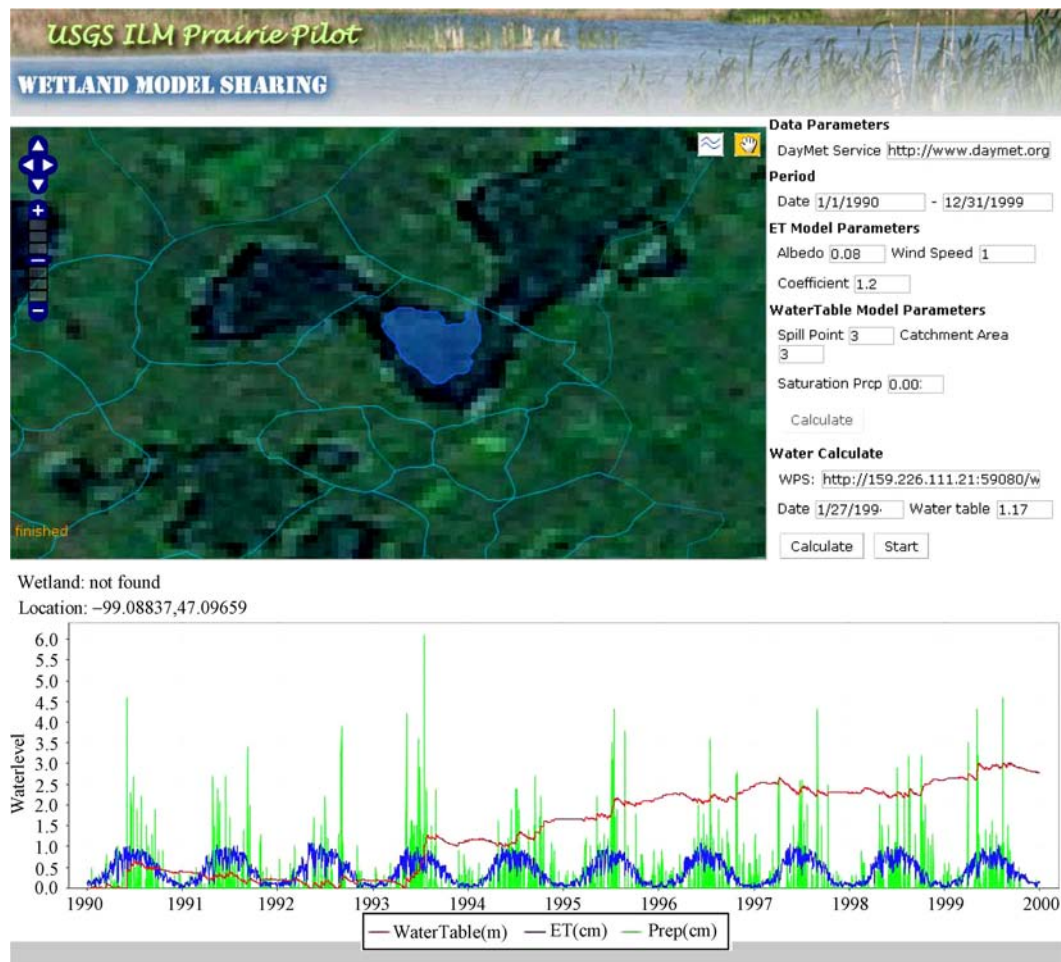 USGS ILM Prairie Pilot
WETLAND MODEL SHARING
Data Parameters
DayMet Service http://www.daymet.org
Period
Date 1/1/1990 - 12/31/1999
ET Model Parameters
Albedo 0.08 Wind Speed 1
Coefficient 1.2
WaterTable Model Parameters
Spill Point 3 Catchment Area
3
Saturation Prcp 0.00
Calculate
Water Calculate
WPS: http://159.226.111.21:59080/w
Date 1/27/199 Water table 1.17
Calculate Start
finished
Wetland: not found
Location: −99.08837,47.09659
Waterlevel
6.0
5.5
5.0
4.5
4.0
3.5
3.0
2.5
2.0
1.5
1.0
0.5
0.0
1990 1991 1992 1993 1994 1995 1996 1997 1998 1999 2000
WaterTable(m) ET(cm) Prep(cm)